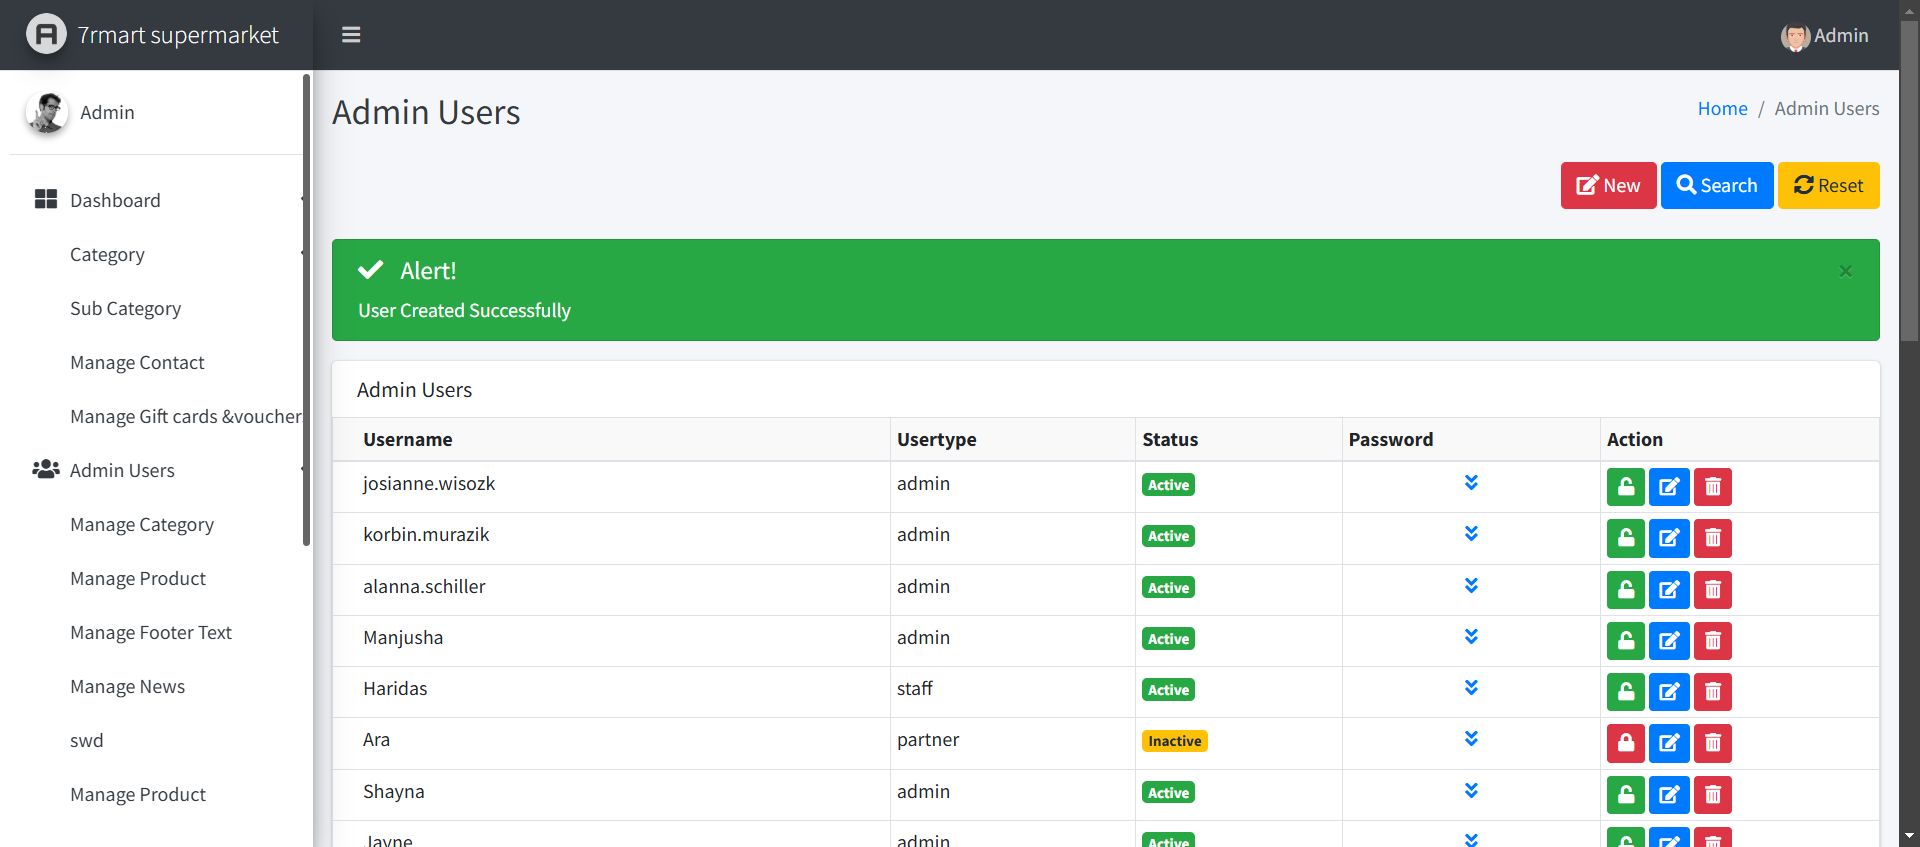 7rmart supermarket
Admin
Admin
Admin Users
Home / Admin Users
New Search Reset
Alert!
×
User Created Successfully
Dashboard
Category
Sub Category
Manage Contact
Manage Gift cards &voucher
Admin Users
Manage Category
Manage Product
Manage Footer Text
Manage News
swd
Manage Product
Admin Users
Username Usertype Status Password Action
josianne.wisozk admin Active
korbin.murazik admin Active
alanna.schiller admin Active
Manjusha admin Active
Haridas staff Active
Ara partner Inactive
Shayna admin Active
Jayne admin Active